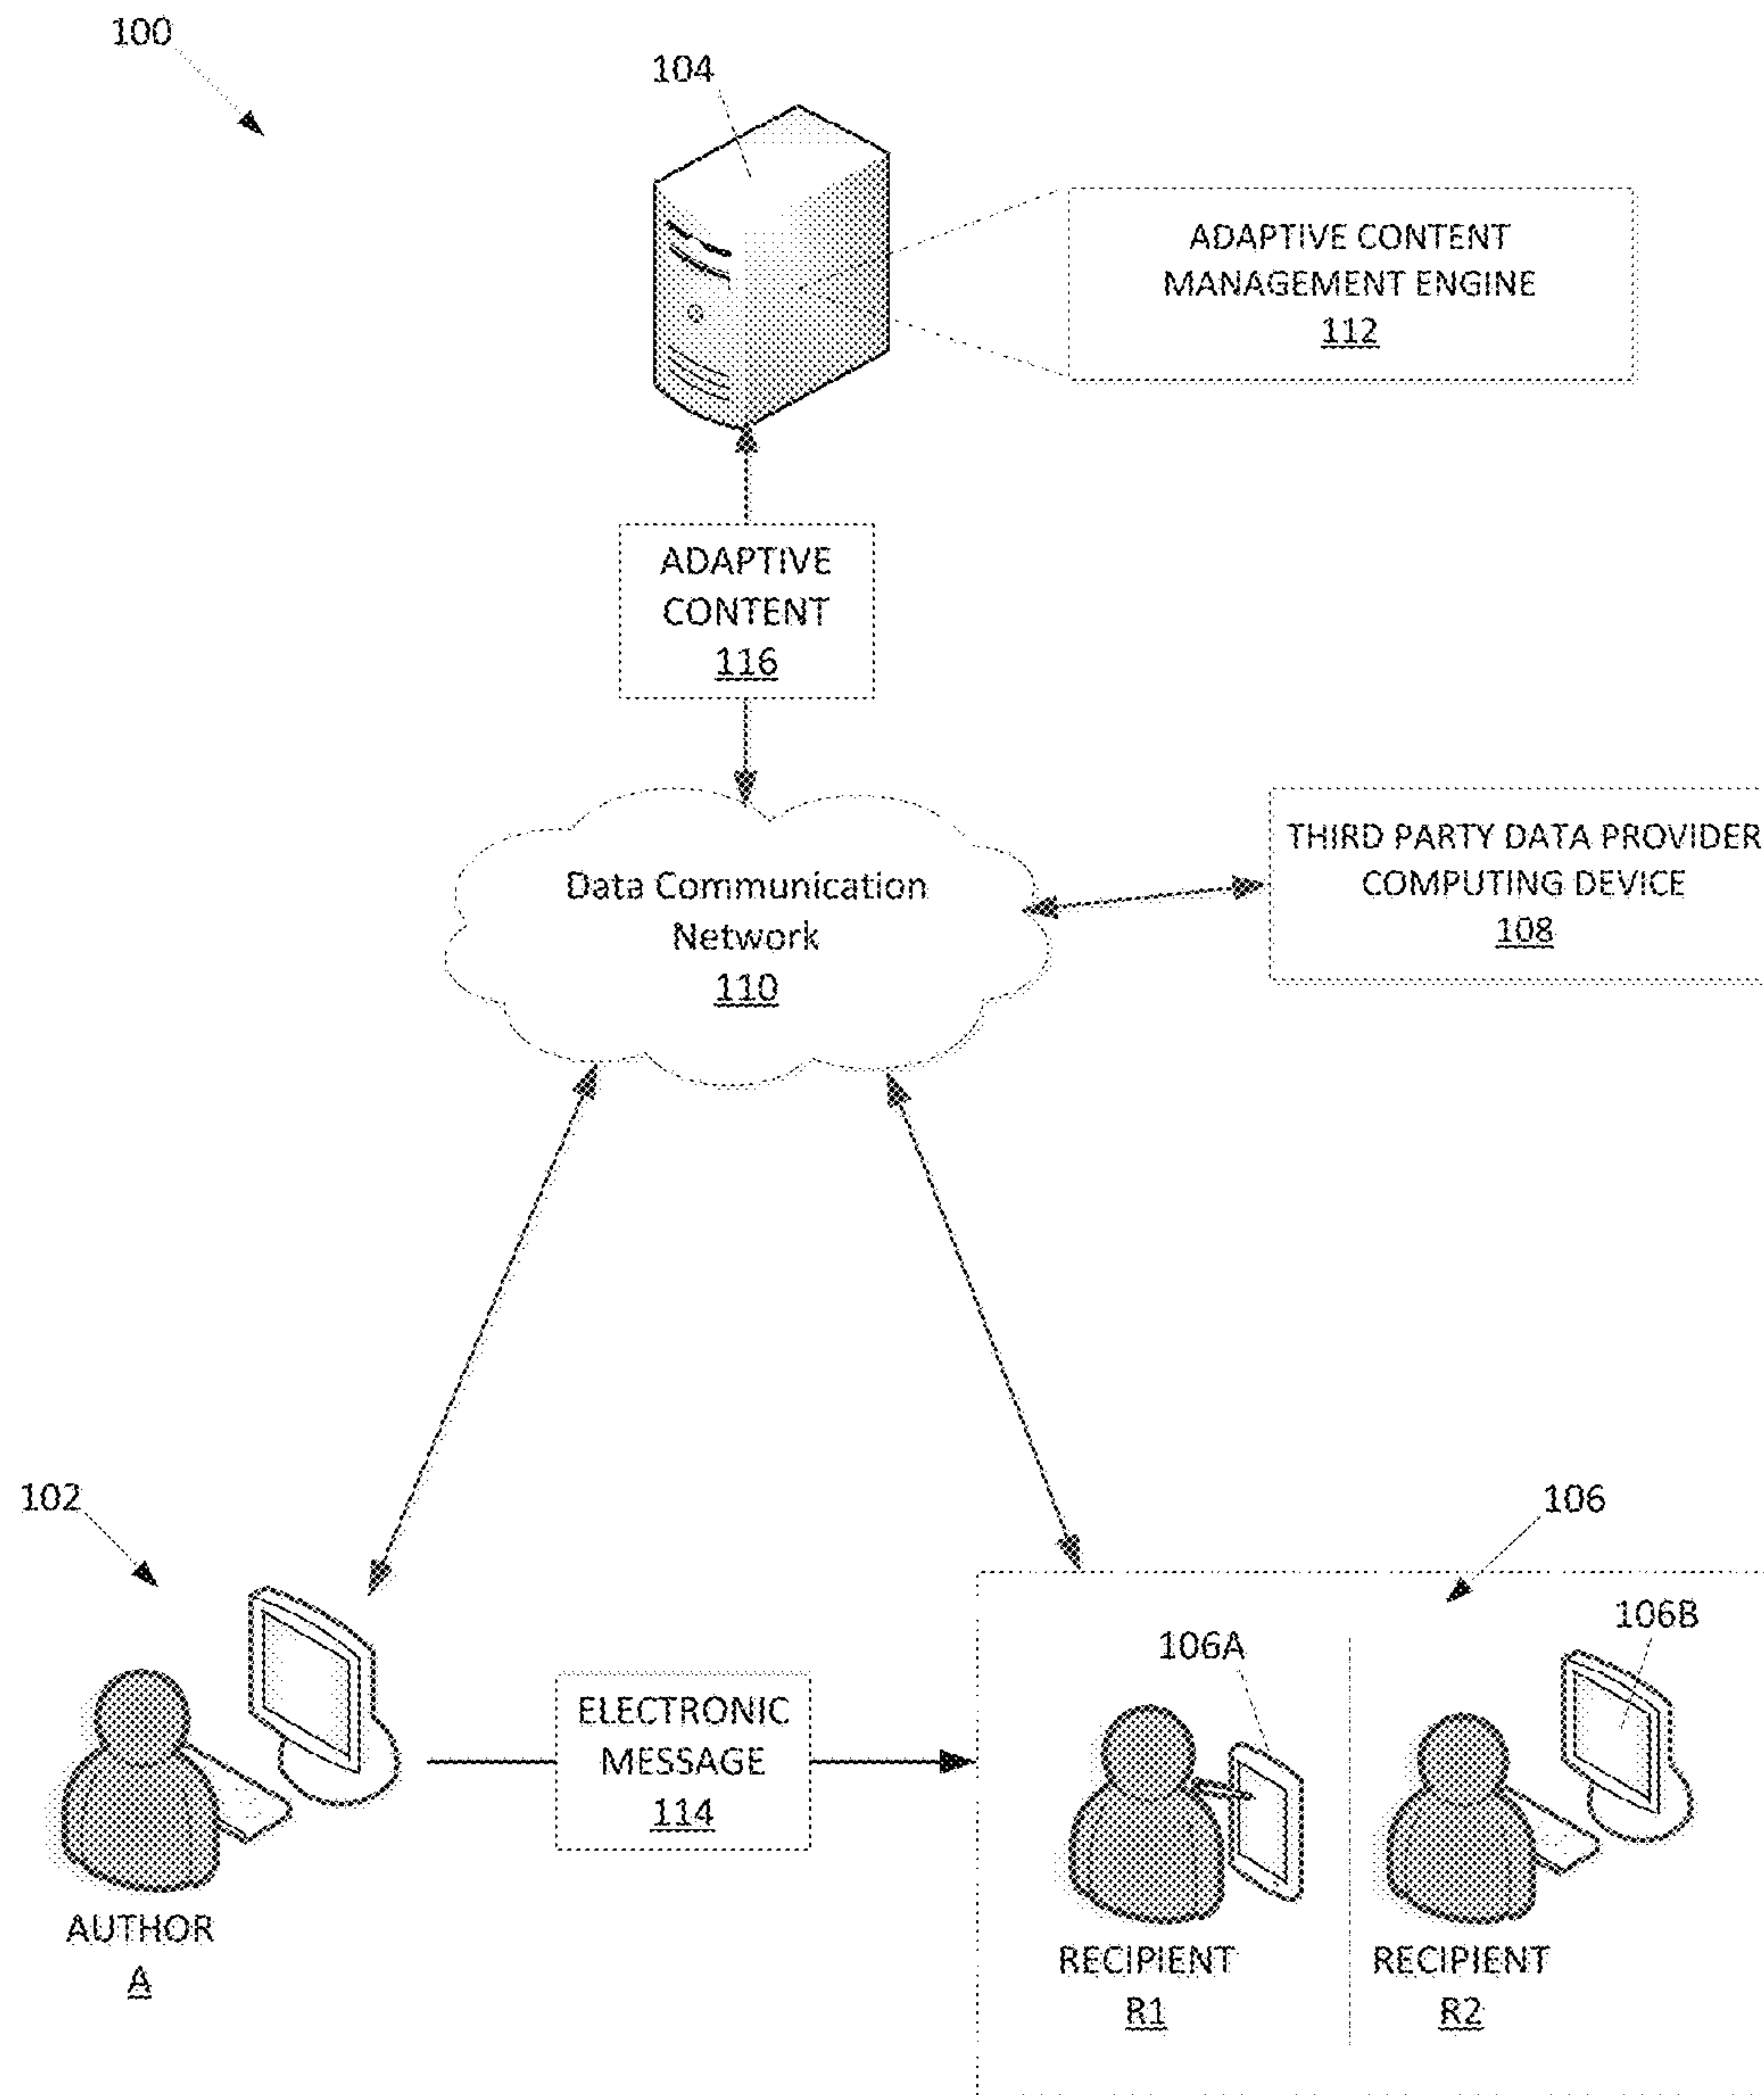 100
104
ADAPTIVE CONTENT
MANAGEMENT ENGINE
112
ADAPTIVE
CONTENT
116
Data Communication
Network
110
THIRD PARTY DATA PROVIDER
COMPUTING DEVICE
108
102
106
106A
106B
ELECTRONIC
MESSAGE
114
AUTHOR
A
RECIPIENT
R1
RECIPIENT
R2